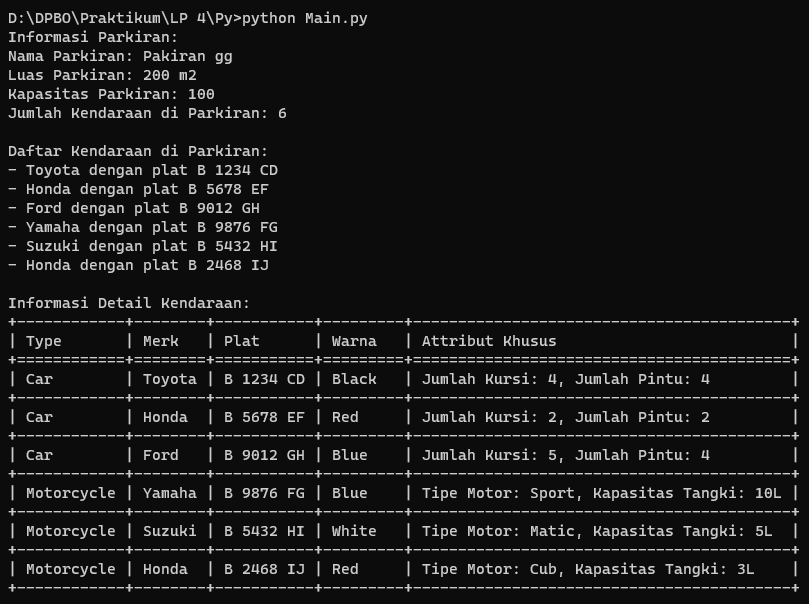 D:\DPBO\Praktikum\LP 4\Py>python Main.py
Informasi Parkiran:
Nama Parkiran: Pakiran gg
Luas Parkiran: 200 m2
Kapasitas Parkiran: 100
Jumlah Kendaraan di Parkiran: 6

Daftar Kendaraan di Parkiran:
- Toyota dengan plat B 1234 CD
- Honda dengan plat B 5678 EF
- Ford dengan plat B 9012 GH
- Yamaha dengan plat B 9876 FG
- Suzuki dengan plat B 5432 HI
- Honda dengan plat B 2468 IJ

Informasi Detail Kendaraan:
+------------+--------+-----------+---------+------------------------------------------+
| Type       | Merk   | Plat      | Warna   | Attribut Khusus                          |
+============+========+===========+=========+==========================================+
| Car        | Toyota | B 1234 CD | Black   | Jumlah Kursi: 4, Jumlah Pintu: 4         |
+------------+--------+-----------+---------+------------------------------------------+
| Car        | Honda  | B 5678 EF | Red     | Jumlah Kursi: 2, Jumlah Pintu: 2         |
+------------+--------+-----------+---------+------------------------------------------+
| Car        | Ford   | B 9012 GH | Blue    | Jumlah Kursi: 5, Jumlah Pintu: 4         |
+------------+--------+-----------+---------+------------------------------------------+
| Motorcycle | Yamaha | B 9876 FG | Blue    | Tipe Motor: Sport, Kapasitas Tangki: 10L |
+------------+--------+-----------+---------+------------------------------------------+
| Motorcycle | Suzuki | B 5432 HI | White   | Tipe Motor: Matic, Kapasitas Tangki: 5L  |
+------------+--------+-----------+---------+------------------------------------------+
| Motorcycle | Honda  | B 2468 IJ | Red     | Tipe Motor: Cub, Kapasitas Tangki: 3L    |
+------------+--------+-----------+---------+------------------------------------------+